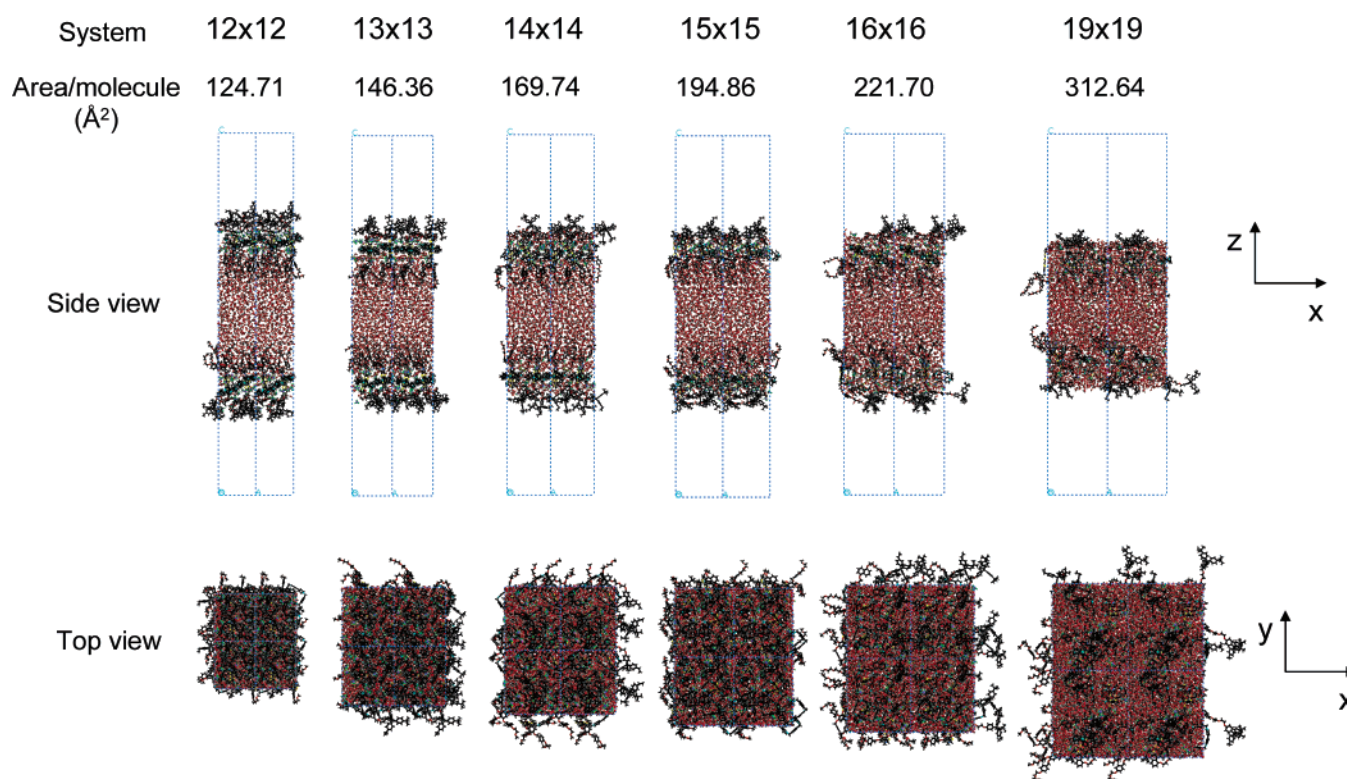 System 12x12 13x13 14x14 15x15 16x16 19x19
Area/molecule 124.71 146.36 169.74 194.86 221.70 312.64
(Å²)
C C C C C C
Side view
z
x
A A A A A
Top view
y
x